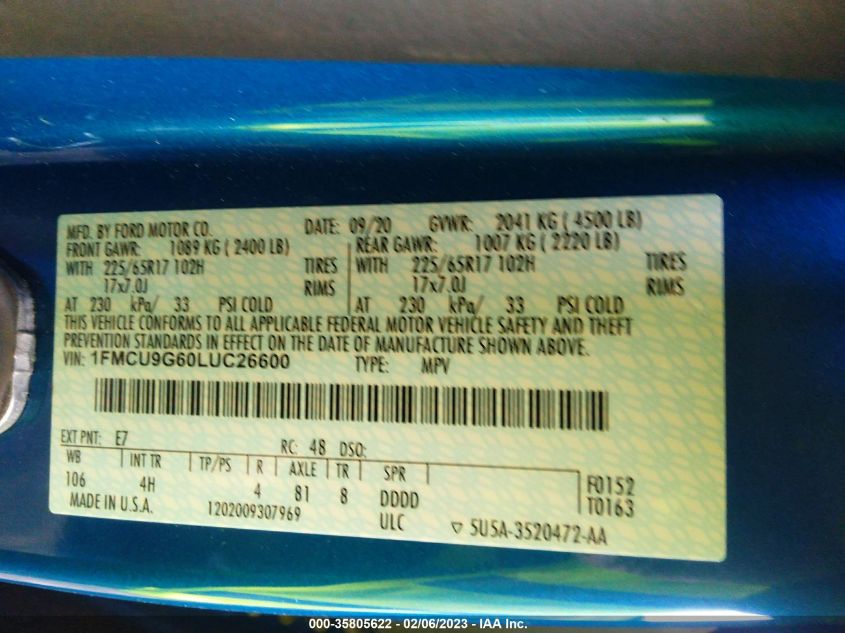 MFD. BY FORD MOTOR CO. DATE: 09/20 GVWR: 2041 KG ( 4500 LB)
FRONT GAWR: 1089 KG ( 2400 LB) REAR GAWR: 1007 KG ( 2220 LB)
WITH 225/65R17 102H TIRES WITH 225/65R17 102H TIRES
17x7.0J RIMS 17x7.0J RIMS
AT 230 kPa/ 33 PSI COLD AT 230 kPa/ 33 PSI COLD
THIS VEHICLE CONFORMS TO ALL APPLICABLE FEDERAL MOTOR VEHICLE SAFETY AND THEFT
PREVENTION STANDARDS IN EFFECT ON THE DATE OF MANUFACTURE SHOWN ABOVE.
VIN: 1FMCU9G60LUC26600 TYPE: MPV
EXT PNT: E7 RC: 48 DSO:
WB INT TR TP/PS R AXLE TR SPR
106 4H 4 81 8 DDDD F0152
MADE IN U.S.A. 1202009307969 ULC T0163
▽ 5U5A-3520472-AA
000-35805622 - 02/06/2023 - IAA Inc.